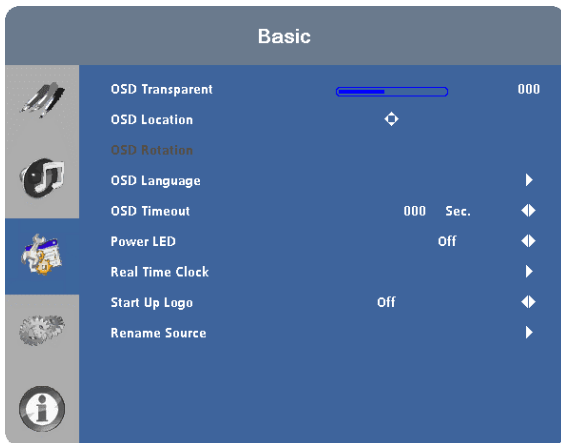 Basic
OSD Transparent 000
OSD Location
OSD Rotation
OSD Language
OSD Timeout 000 Sec.
Power LED Off
Real Time Clock
Start Up Logo Off
Rename Source